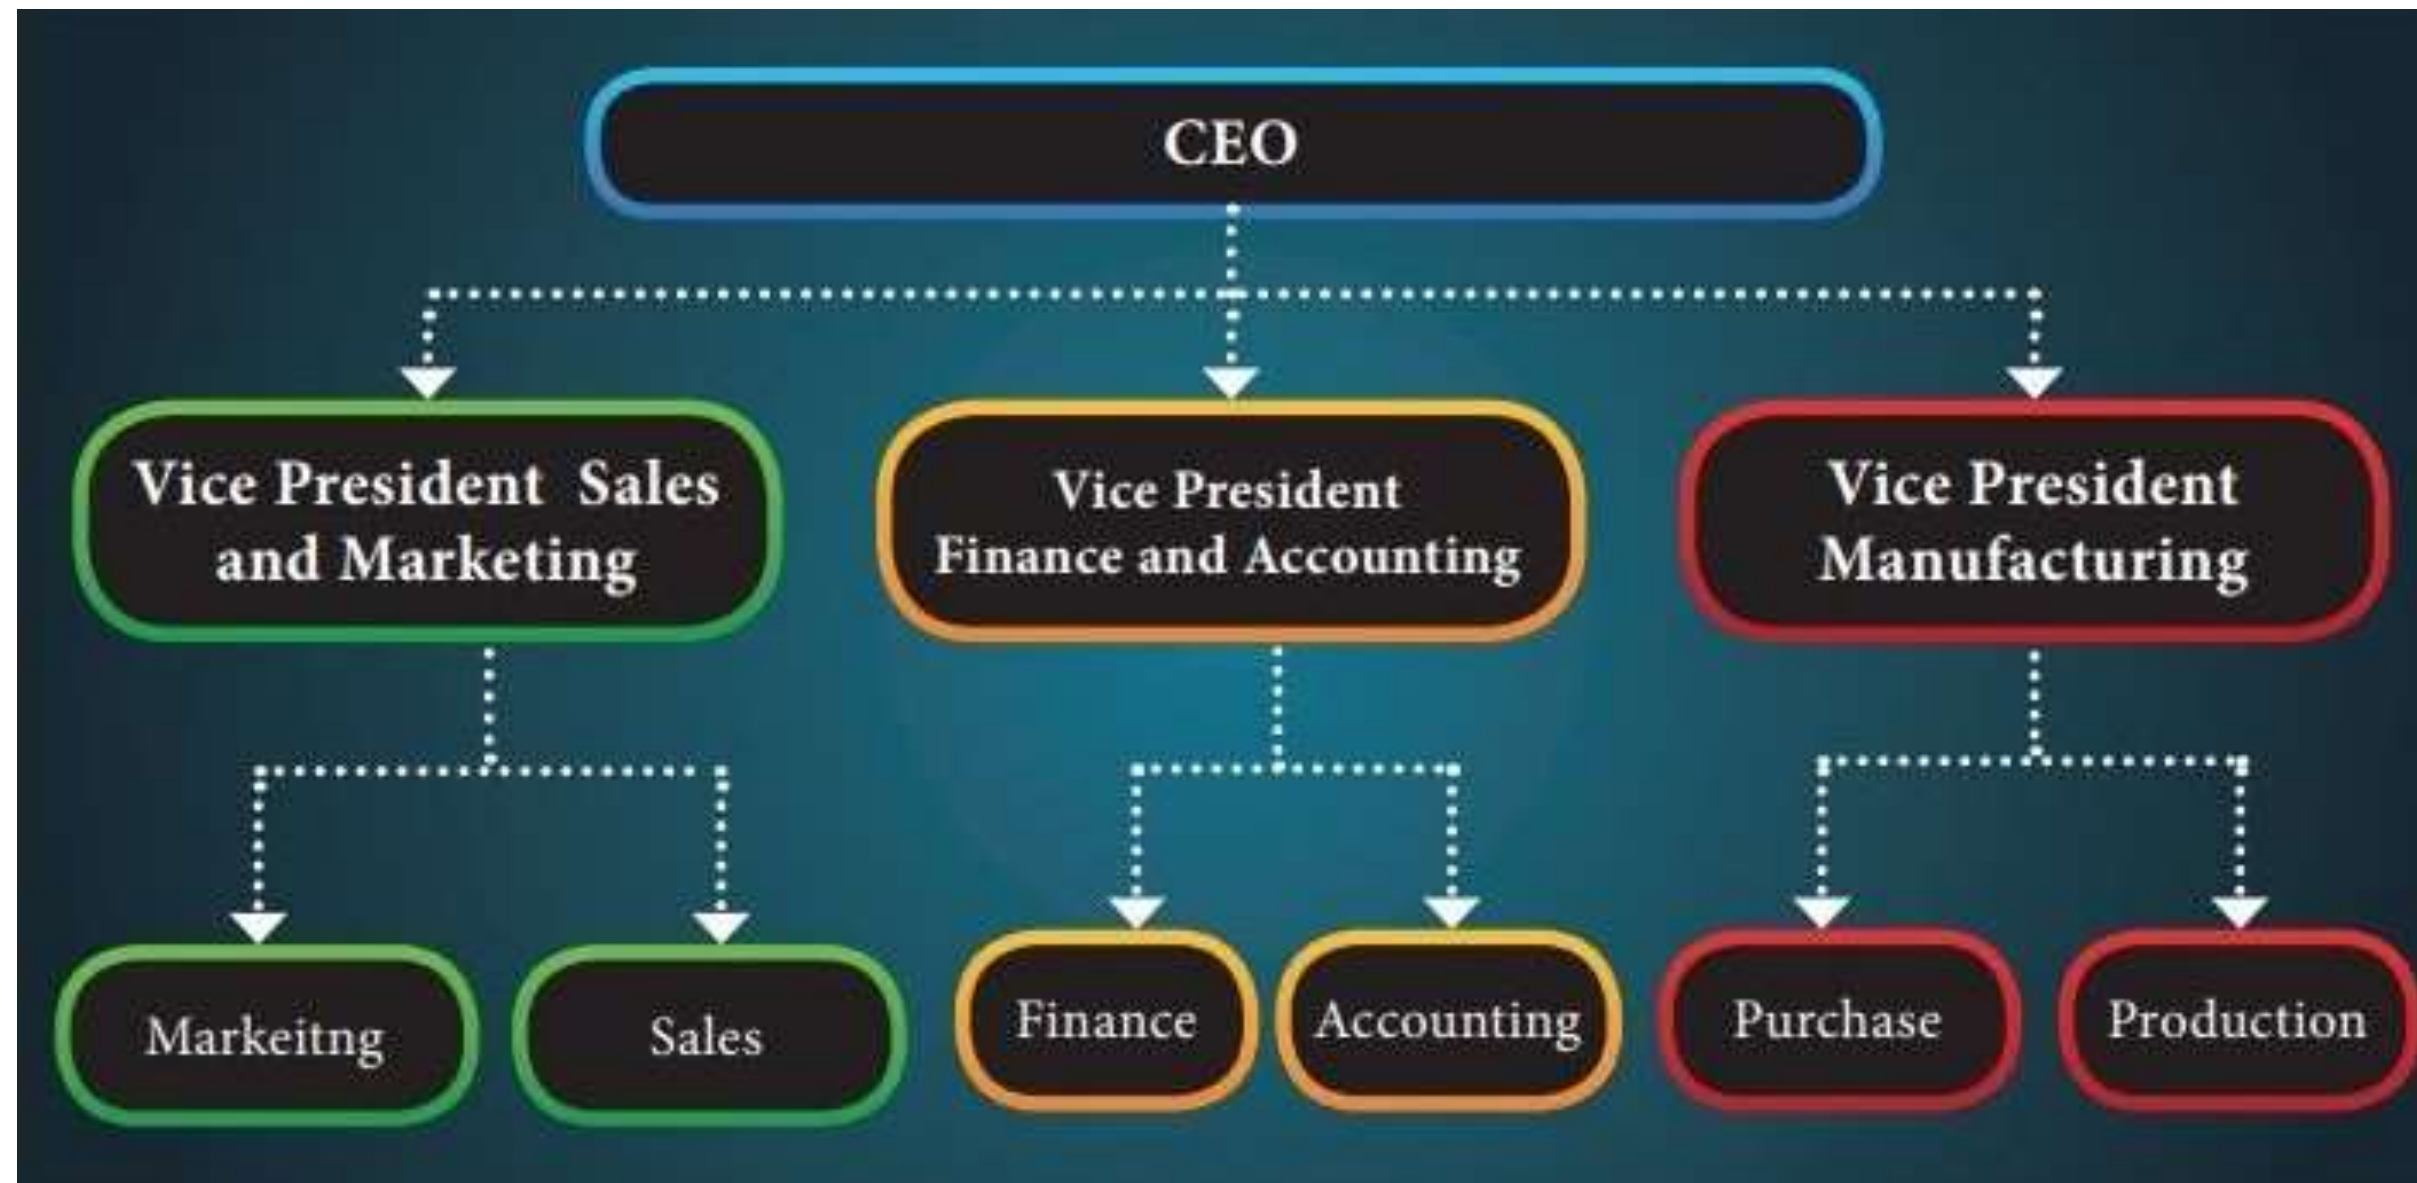 CEO
Vice President Sales
and Marketing
Vice President
Finance and Accounting
Vice President
Manufacturing
Markeitng
Sales
Finance
Accounting
Purchase
Production